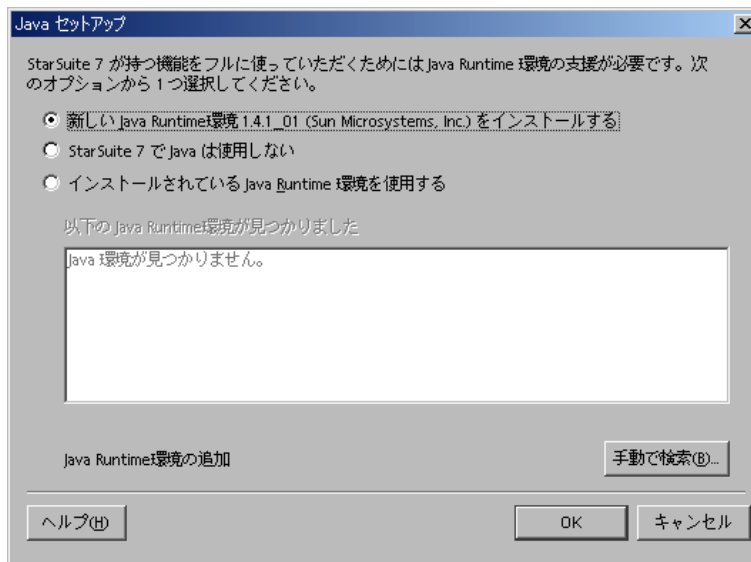 Java セットアップ
StarSuite 7 が持つ機能をフルに使っていただくためにはJava Runtime 環境の支援が必要です。次
のオプションから 1 つ選択してください。
新しい Java Runtime環境 1.4.1_01 (Sun Microsystems, Inc.) をインストールする
StarSuite 7 で Java は使用しない
インストールされている Java Runtime 環境を使用する
以下の Java Runtime環境が見つかりました
Java 環境が見つかりません。
Java Runtime環境の追加
手動で検索(B)...
ヘルプ(H)
OK
キャンセル